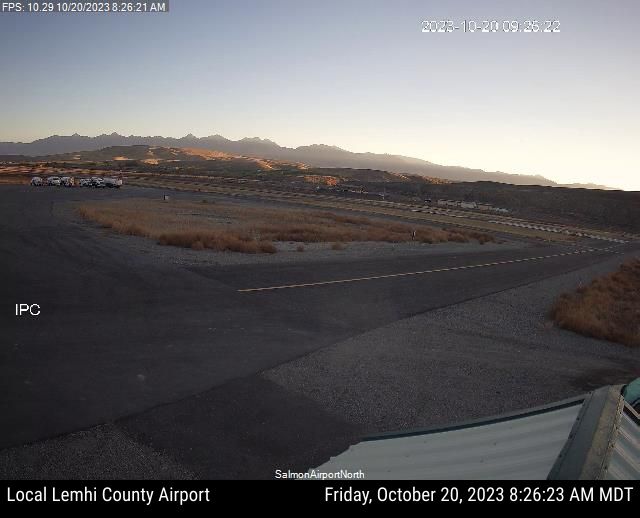 FPS: 10.29 10/20/2023 8:26:21 AM
2023-10-20 09:26:22
IPC
SalmonAirportNorth
Local Lemhi County Airport Friday, October 20, 2023 8:26:23 AM MDT